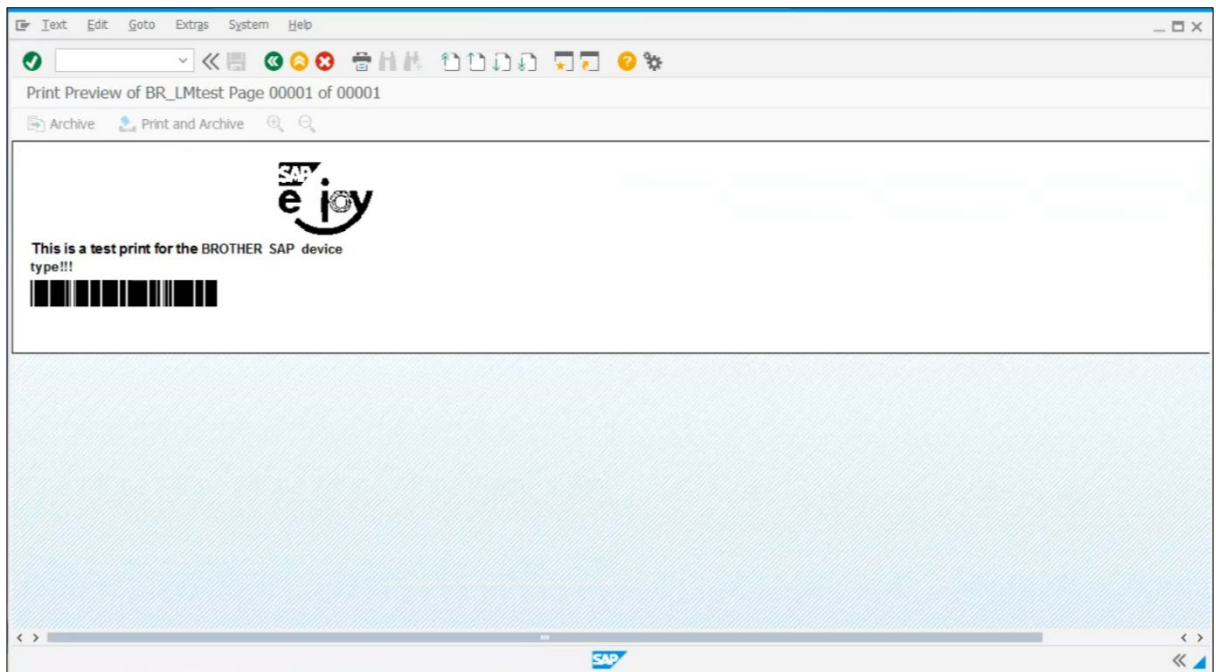 Text Edit Goto Extras System Help
Print Preview of BR_LMtest Page 00001 of 00001
Archive Print and Archive
SAP
e joy
This is a test print for the BROTHER SAP device
type!!!
SAP